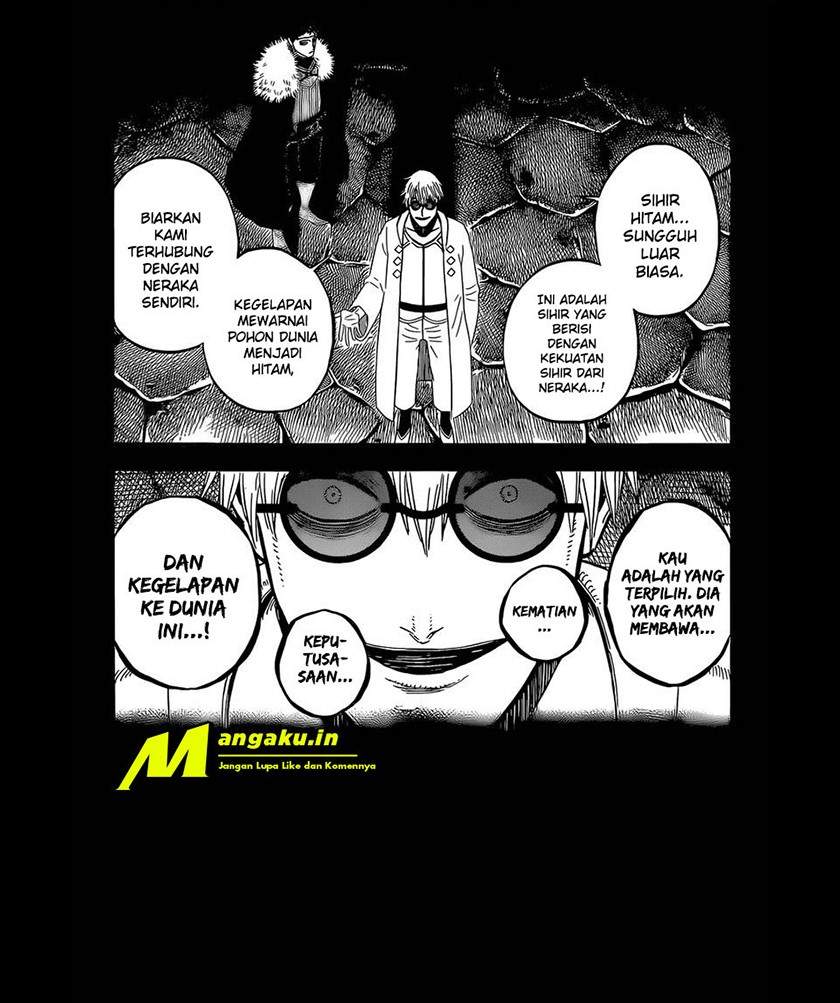 SIHIR
HITAM...
SUNGGUH
LUAR
BIASA.
INI ADALAH
SIHIR YANG
BERISI
DENGAN
KEKUATAN
SIHIR DARI
NERAKA...!
KEGELAPAN
MEWARNAI
POHON DUNIA
MENJADI
HITAM,
BIARKAN
KAMI
TERHUBUNG
DENGAN
NERAKA
SENDIRI.
KAU
ADALAH YANG
TERPILIH. DIA
YANG AKAN
MEMBAWA...
KEMATIAN
...
KEPU-
TUSA-
SAAN...
DAN
KEGELAPAN
KE DUNIA
INI...!
Mangaku.in
Jangan Lupa Like dan Komennya